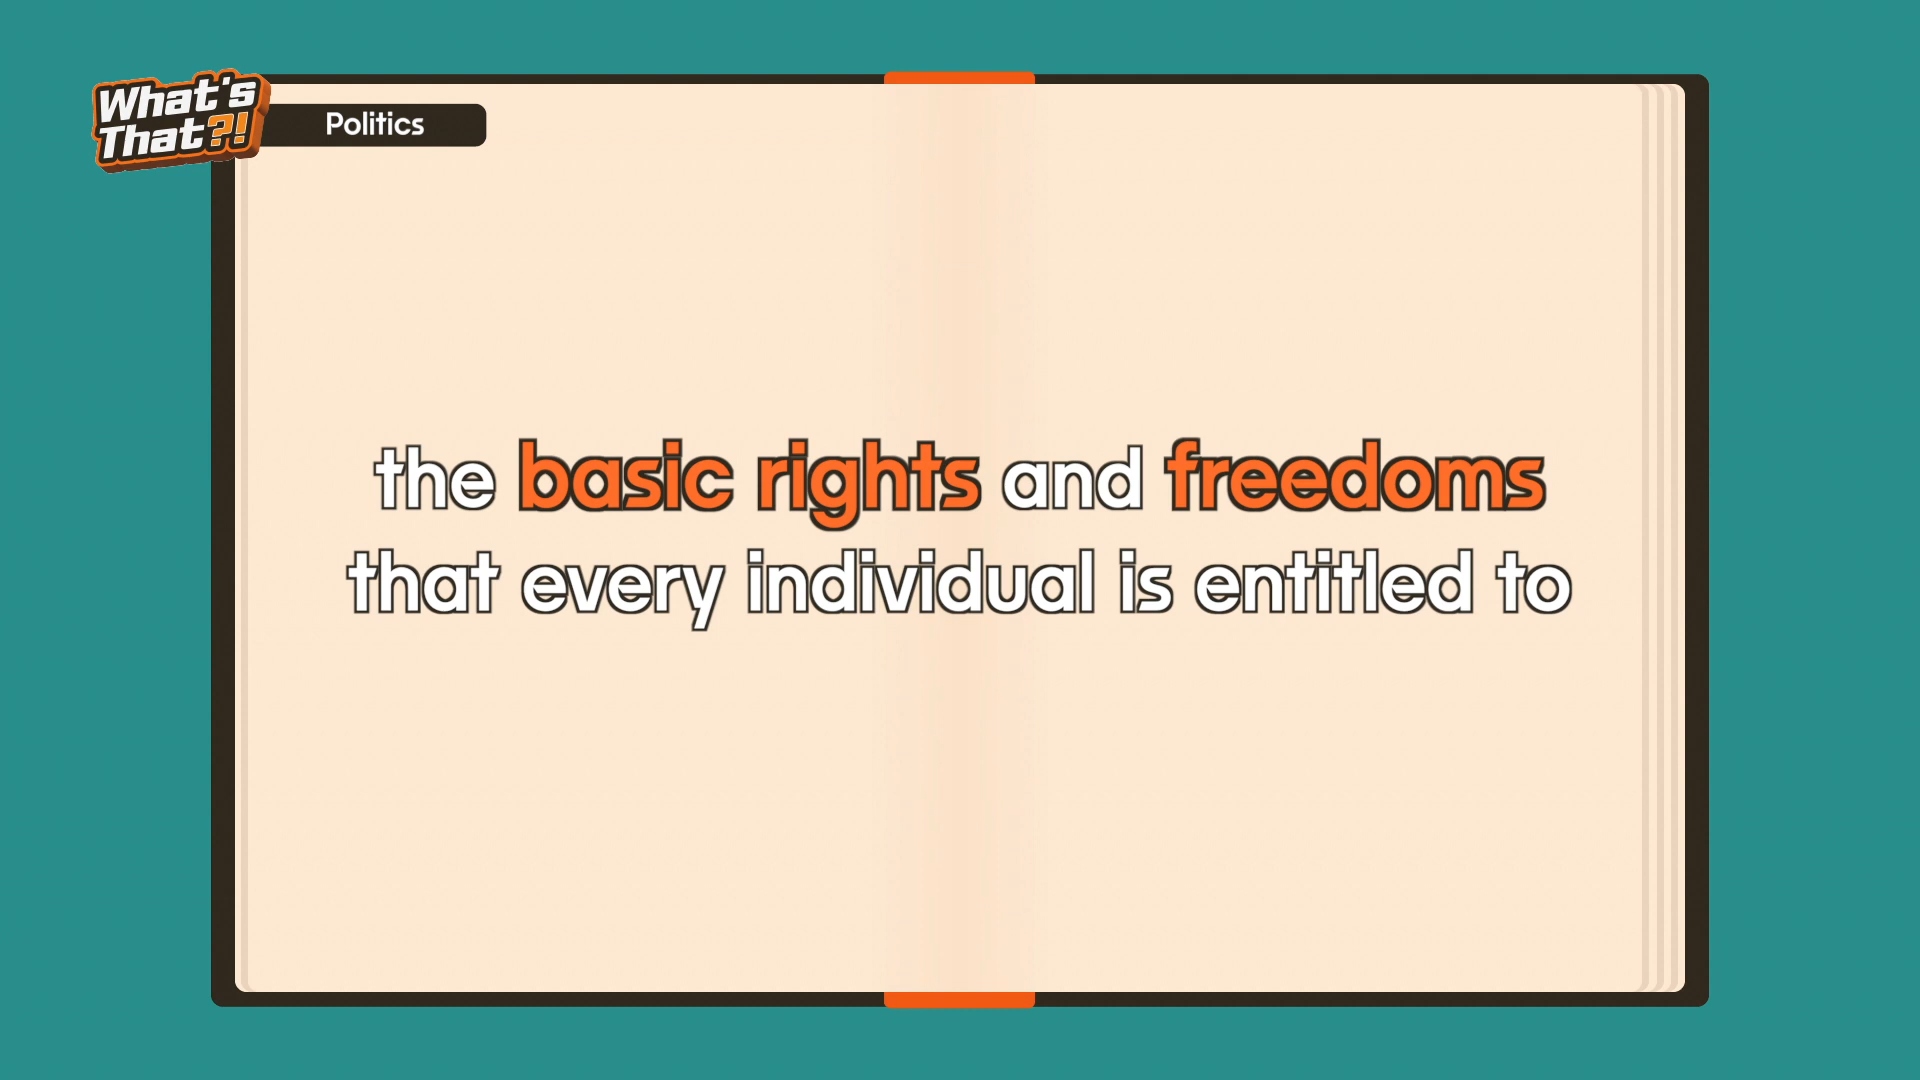 What's
That?!
Politics
the basic rights and freedoms
that every individual is entitled to